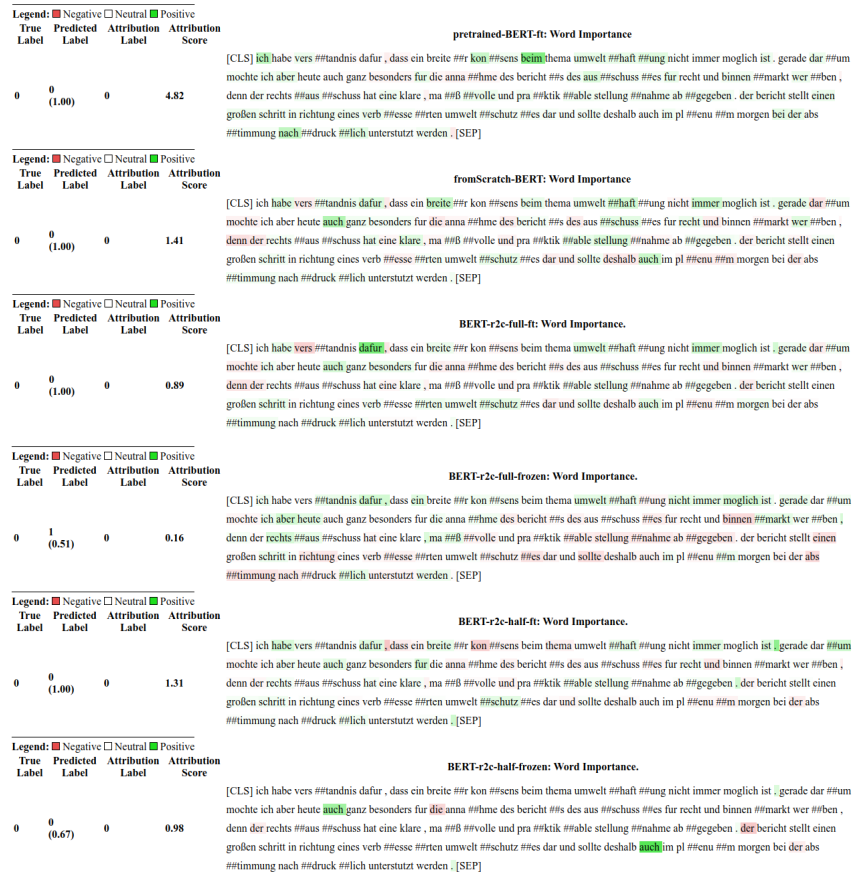 Legend: Negative Neutral Positive
True Label Predicted Label Attribution Label Attribution Score
pretrained-BERT-ft: Word Importance
0 0 (1.00) 0 4.82
[CLS] ich habe vers ##tandnis dafur , dass ein breite ##r kon ##sens beim thema umwelt ##haft ##ung nicht immer moglich ist . gerade dar ##um
mochte ich aber heute auch ganz besonders fur die anna ##hme des bericht ##s des aus ##schuss ##es fur recht und binnen ##markt wer ##ben ,
denn der rechts ##aus ##schuss hat eine klare , ma ##ß ##volle und pra ##ktik ##able stellung ##nahme ab ##gegeben . der bericht stellt einen
großen schritt in richtung eines verb ##esse ##rten umwelt ##schutz ##es dar und sollte deshalb auch im pl ##enu ##m morgen bei der abs
##timmung nach ##druck ##lich unterstutzt werden . [SEP]
Legend: Negative Neutral Positive
True Label Predicted Label Attribution Label Attribution Score
fromScratch-BERT: Word Importance
0 0 (1.00) 0 1.41
[CLS] ich habe vers ##tandnis dafur , dass ein breite ##r kon ##sens beim thema umwelt ##haft ##ung nicht immer moglich ist . gerade dar ##um
mochte ich aber heute auch ganz besonders fur die anna ##hme des bericht ##s des aus ##schuss ##es fur recht und binnen ##markt wer ##ben ,
denn der rechts ##aus ##schuss hat eine klare , ma ##ß ##volle und pra ##ktik ##able stellung ##nahme ab ##gegeben . der bericht stellt einen
großen schritt in richtung eines verb ##esse ##rten umwelt ##schutz ##es dar und sollte deshalb auch im pl ##enu ##m morgen bei der abs
##timmung nach ##druck ##lich unterstutzt werden . [SEP]
Legend: Negative Neutral Positive
True Label Predicted Label Attribution Label Attribution Score
BERT-r2c-full-ft: Word Importance.
0 0 (1.00) 0 0.89
[CLS] ich habe vers ##tandnis dafur , dass ein breite ##r kon ##sens beim thema umwelt ##haft ##ung nicht immer moglich ist . gerade dar ##um
mochte ich aber heute auch ganz besonders fur die anna ##hme des bericht ##s des aus ##schuss ##es fur recht und binnen ##markt wer ##ben ,
denn der rechts ##aus ##schuss hat eine klare , ma ##ß ##volle und pra ##ktik ##able stellung ##nahme ab ##gegeben . der bericht stellt einen
großen schritt in richtung eines verb ##esse ##rten umwelt ##schutz ##es dar und sollte deshalb auch im pl ##enu ##m morgen bei der abs
##timmung nach ##druck ##lich unterstutzt werden . [SEP]
Legend: Negative Neutral Positive
True Label Predicted Label Attribution Label Attribution Score
BERT-r2c-full-frozen: Word Importance.
0 1 (0.51) 0 0.16
[CLS] ich habe vers ##tandnis dafur , dass ein breite ##r kon ##sens beim thema umwelt ##haft ##ung nicht immer moglich ist . gerade dar ##um
mochte ich aber heute auch ganz besonders fur die anna ##hme des bericht ##s des aus ##schuss ##es fur recht und binnen ##markt wer ##ben ,
denn der rechts ##aus ##schuss hat eine klare , ma ##ß ##volle und pra ##ktik ##able stellung ##nahme ab ##gegeben . der bericht stellt einen
großen schritt in richtung eines verb ##esse ##rten umwelt ##schutz ##es dar und sollte deshalb auch im pl ##enu ##m morgen bei der abs
##timmung nach ##druck ##lich unterstutzt werden . [SEP]
Legend: Negative Neutral Positive
True Label Predicted Label Attribution Label Attribution Score
BERT-r2c-half-ft: Word Importance.
0 0 (1.00) 0 1.31
[CLS] ich habe vers ##tandnis dafur , dass ein breite ##r kon ##sens beim thema umwelt ##haft ##ung nicht immer moglich ist . gerade dar ##um
mochte ich aber heute auch ganz besonders fur die anna ##hme des bericht ##s des aus ##schuss ##es fur recht und binnen ##markt wer ##ben ,
denn der rechts ##aus ##schuss hat eine klare , ma ##ß ##volle und pra ##ktik ##able stellung ##nahme ab ##gegeben . der bericht stellt einen
großen schritt in richtung eines verb ##esse ##rten umwelt ##schutz ##es dar und sollte deshalb auch im pl ##enu ##m morgen bei der abs
##timmung nach ##druck ##lich unterstutzt werden . [SEP]
Legend: Negative Neutral Positive
True Label Predicted Label Attribution Label Attribution Score
BERT-r2c-half-frozen: Word Importance.
0 0 (0.67) 0 0.98
[CLS] ich habe vers ##tandnis dafur , dass ein breite ##r kon ##sens beim thema umwelt ##haft ##ung nicht immer moglich ist . gerade dar ##um
mochte ich aber heute auch ganz besonders fur die anna ##hme des bericht ##s des aus ##schuss ##es fur recht und binnen ##markt wer ##ben ,
denn der rechts ##aus ##schuss hat eine klare , ma ##ß ##volle und pra ##ktik ##able stellung ##nahme ab ##gegeben . der bericht stellt einen
großen schritt in richtung eines verb ##esse ##rten umwelt ##schutz ##es dar und sollte deshalb auch im pl ##enu ##m morgen bei der abs
##timmung nach ##druck ##lich unterstutzt werden . [SEP]